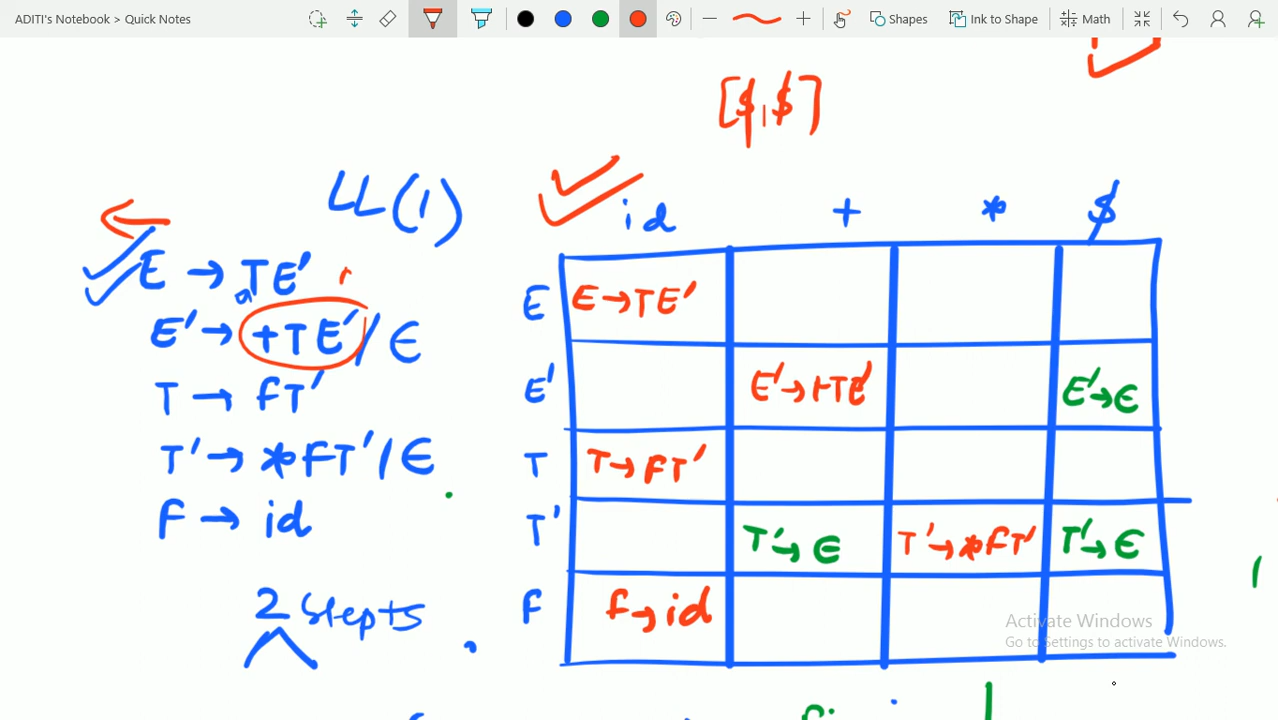 ADITI's Notebook > Quick Notes
Shapes
Ink to Shape
Math
[$,$]
LL(1)
id + * $
E → TE'
E' → +TE' / ϵ
T → FT'
T' → *FT' / ϵ
F → id
E E→TE'
E' E'→+TE' E'→ϵ
T T→FT'
T' T'→ϵ T'→*FT' T'→ϵ
F F→id
2 stepts
Activate Windows
Go to Settings to activate Windows.